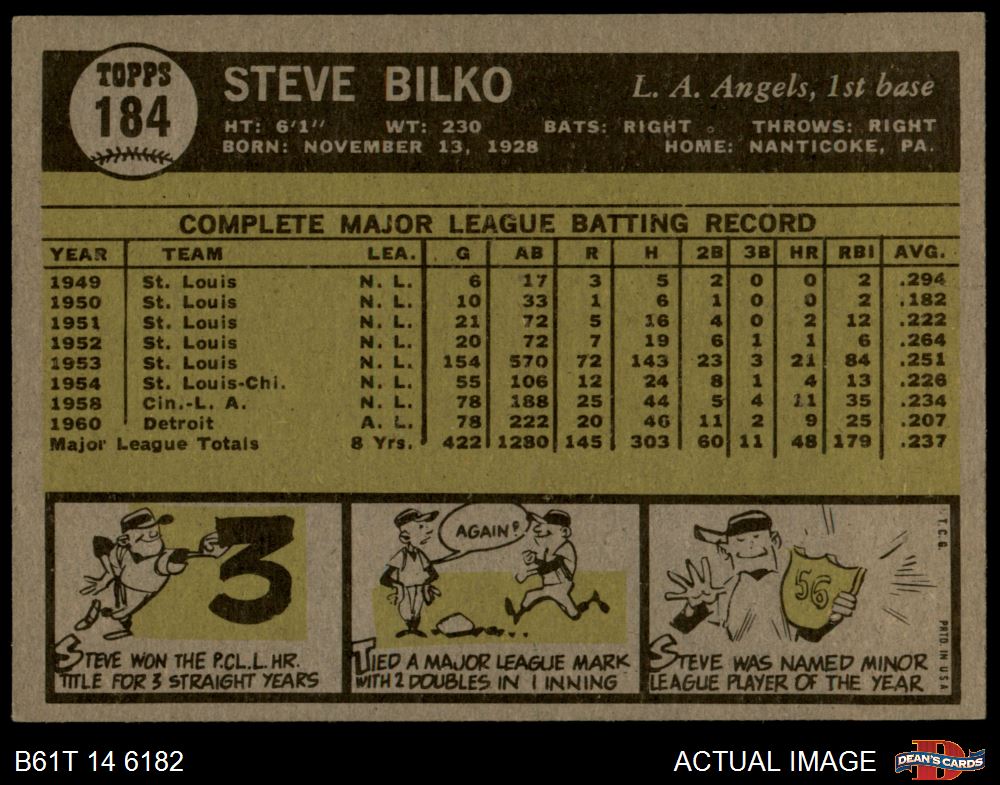 TOPPS
184
STEVE BILKO
L. A. Angels, 1st base
HT: 6'1" WT: 230 BATS: RIGHT THROWS: RIGHT
BORN: NOVEMBER 13, 1928 HOME: NANTICOKE, PA.
COMPLETE MAJOR LEAGUE BATTING RECORD
YEAR TEAM LEA. G AB R H 2B 3B HR RBI AVG.
1949 St. Louis N. L. 6 17 3 5 2 0 0 2 .294
1950 St. Louis N. L. 10 33 1 6 1 0 0 2 .182
1951 St. Louis N. L. 21 72 5 16 4 0 2 12 .222
1952 St. Louis N. L. 20 72 7 19 6 1 1 6 .264
1953 St. Louis N. L. 154 570 72 143 23 3 21 84 .251
1954 St. Louis-Chi. N. L. 55 106 12 24 8 1 4 13 .226
1958 Cin.-L. A. N. L. 78 188 25 44 5 4 11 35 .234
1960 Detroit A. L. 78 222 20 46 11 2 9 25 .207
Major League Totals 8 Yrs. 422 1280 145 303 60 11 48 179 .237
3
STEVE WON THE P.C.L. H.R.
TITLE FOR 3 STRAIGHT YEARS
AGAIN?
TIED A MAJOR LEAGUE MARK
WITH 2 DOUBLES IN 1 INNING
56
STEVE WAS NAMED MINOR
LEAGUE PLAYER OF THE YEAR
T.C.G.
PRTD. IN U.S.A.
B61T 14 6182
ACTUAL IMAGE
DEAN'S CARDS